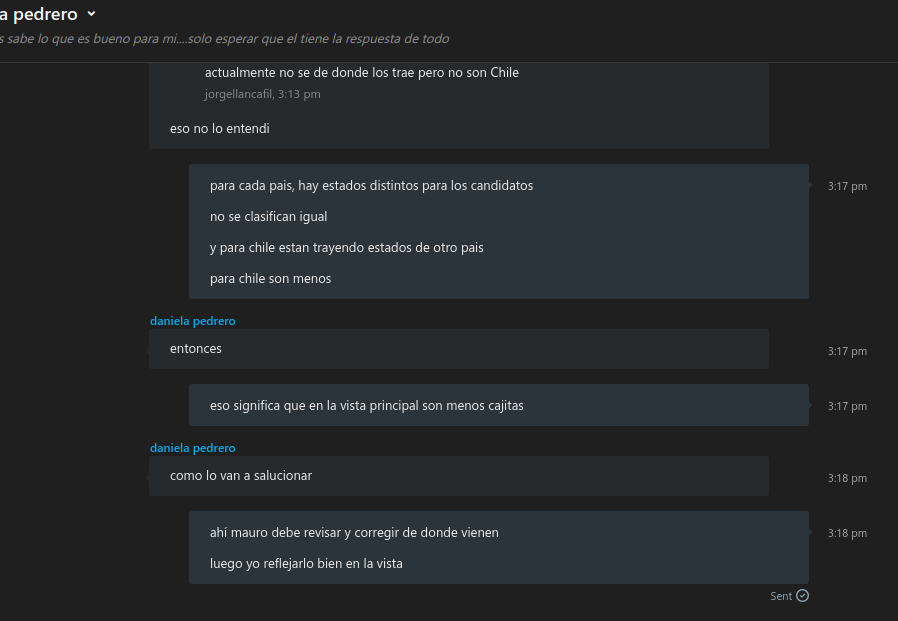 a pedrero
s sabe lo que es bueno para mi....solo esperar que el tiene la respuesta de todo
actualmente no se de donde los trae pero no son Chile
jorgellancafil, 3:13 pm
eso no lo entendi
para cada pais, hay estados distintos para los candidatos
3:17 pm
no se clasifican igual
y para chile estan trayendo estados de otro pais
para chile son menos
daniela pedrero
entonces
3:17 pm
eso significa que en la vista principal son menos cajitas
3:17 pm
daniela pedrero
como lo van a salucionar
3:18 pm
ahí mauro debe revisar y corregir de donde vienen
3:18 pm
luego yo reflejarlo bien en la vista
Sent